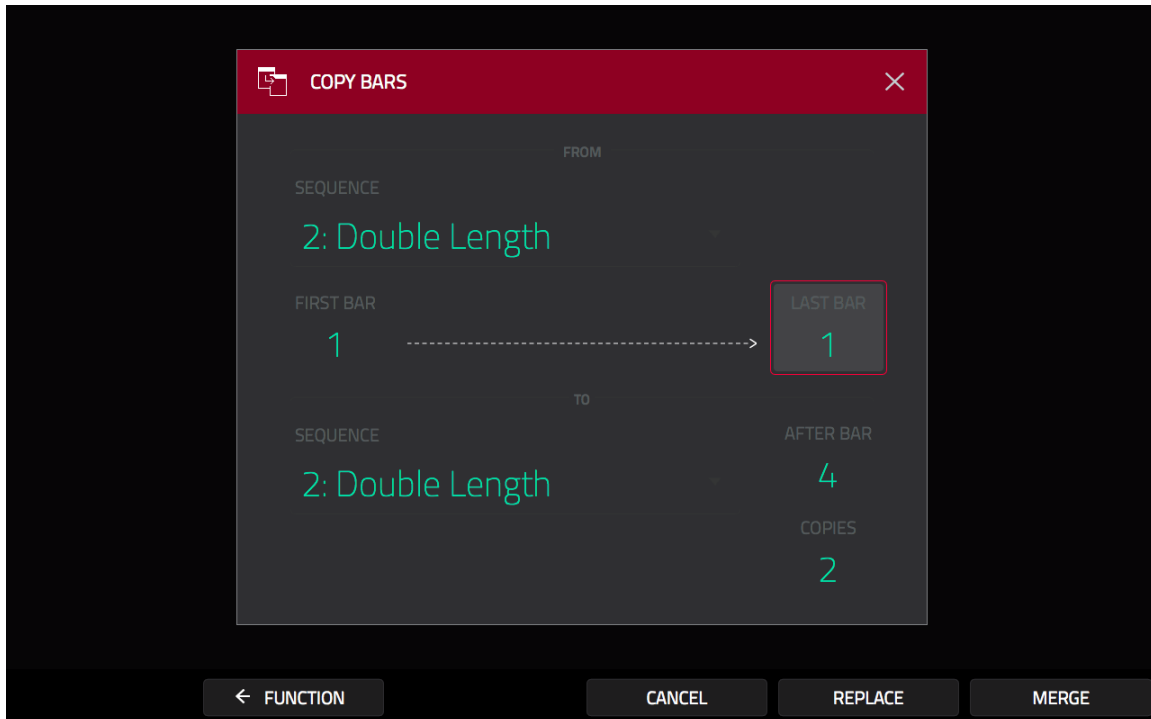 COPY BARS
FROM
SEQUENCE
2: Double Length
FIRST BAR
LAST BAR
1
1
TO
SEQUENCE
AFTER BAR
2: Double Length
4
COPIES
2
FUNCTION
CANCEL
REPLACE
MERGE